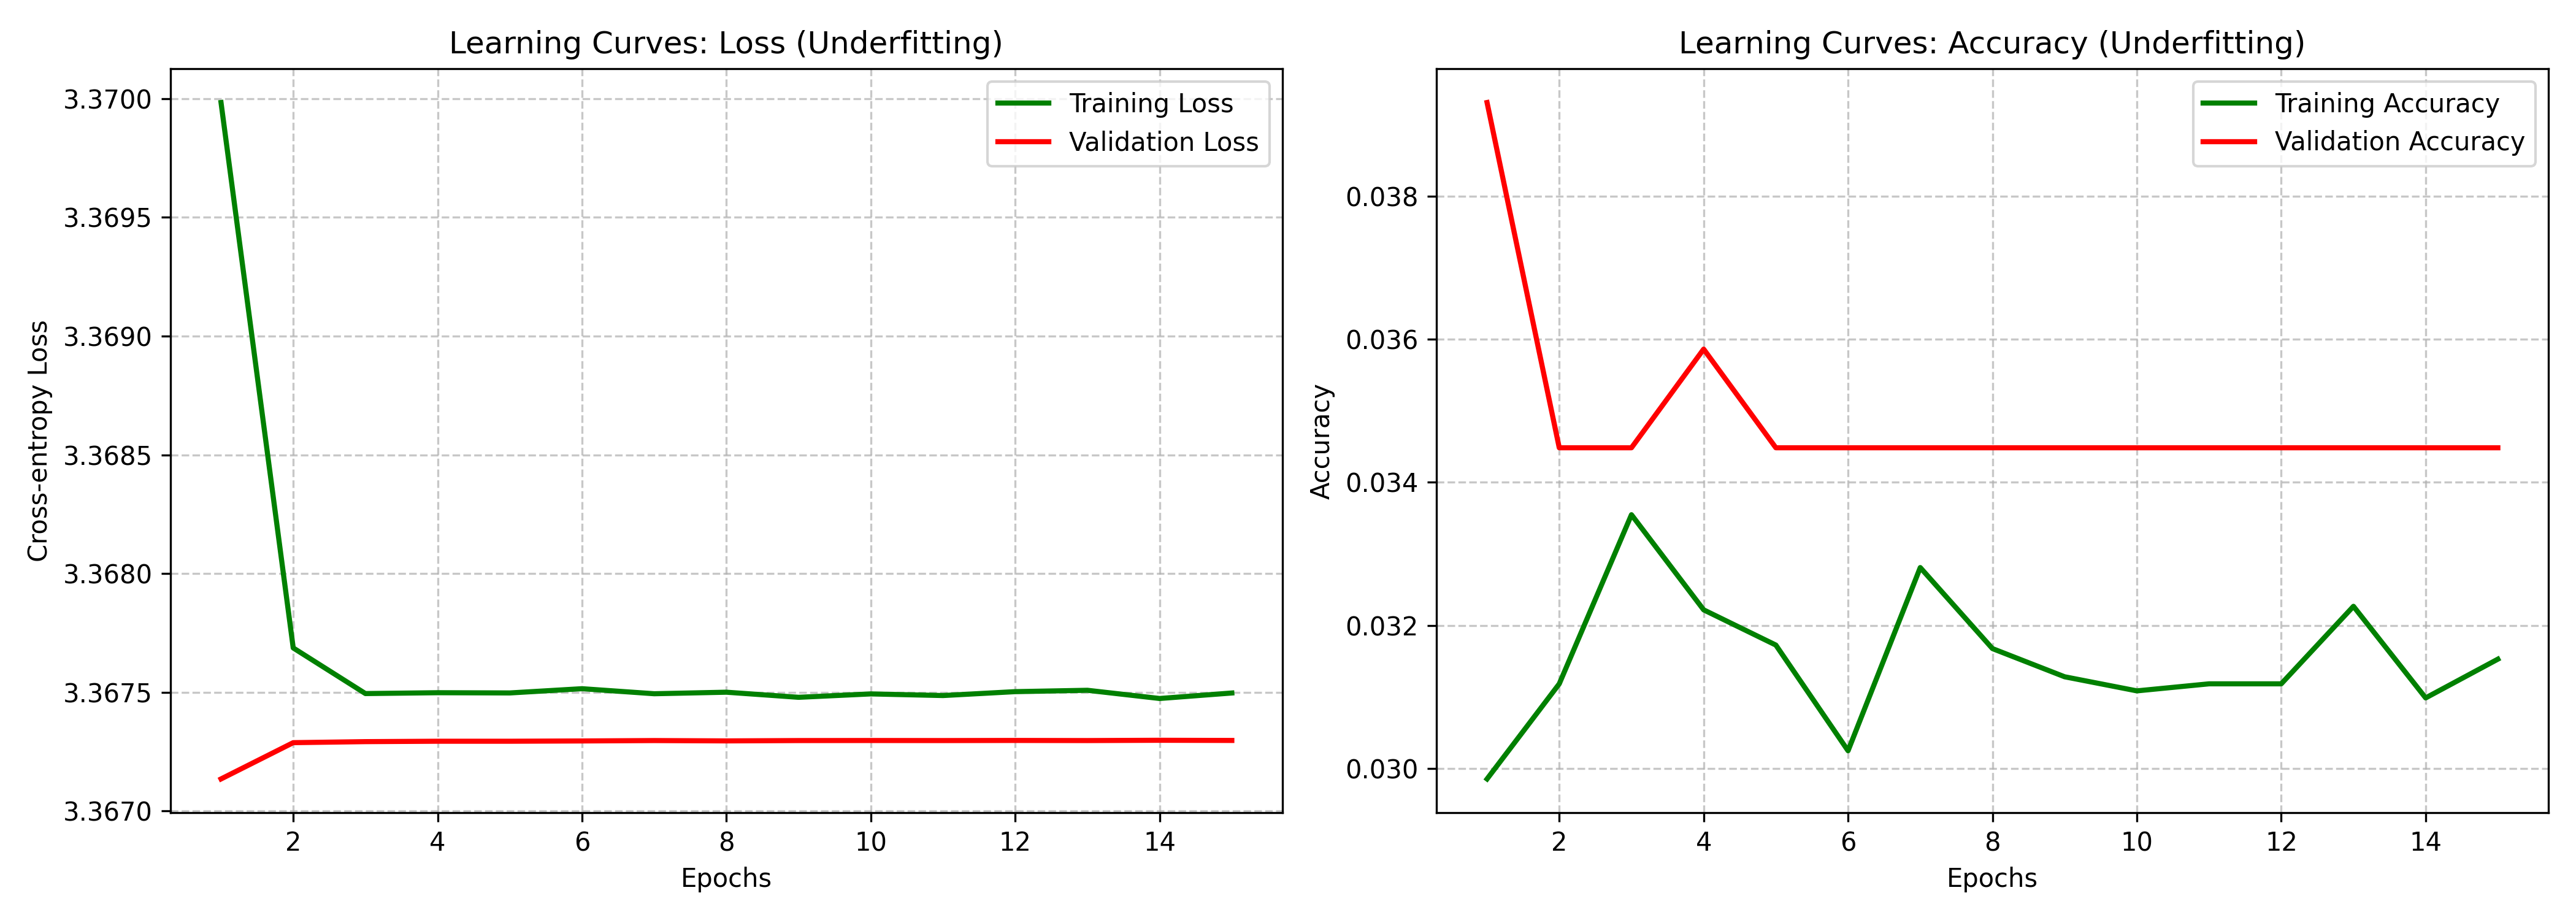 Learning Curves: Loss (Underfitting)
Training Loss
Validation Loss
Cross-entropy Loss
3.3700
3.3695
3.3690
3.3685
3.3680
3.3675
3.3670
2 4 6 8 10 12 14
Epochs
Learning Curves: Accuracy (Underfitting)
Training Accuracy
Validation Accuracy
Accuracy
0.038
0.036
0.034
0.032
0.030
2 4 6 8 10 12 14
Epochs